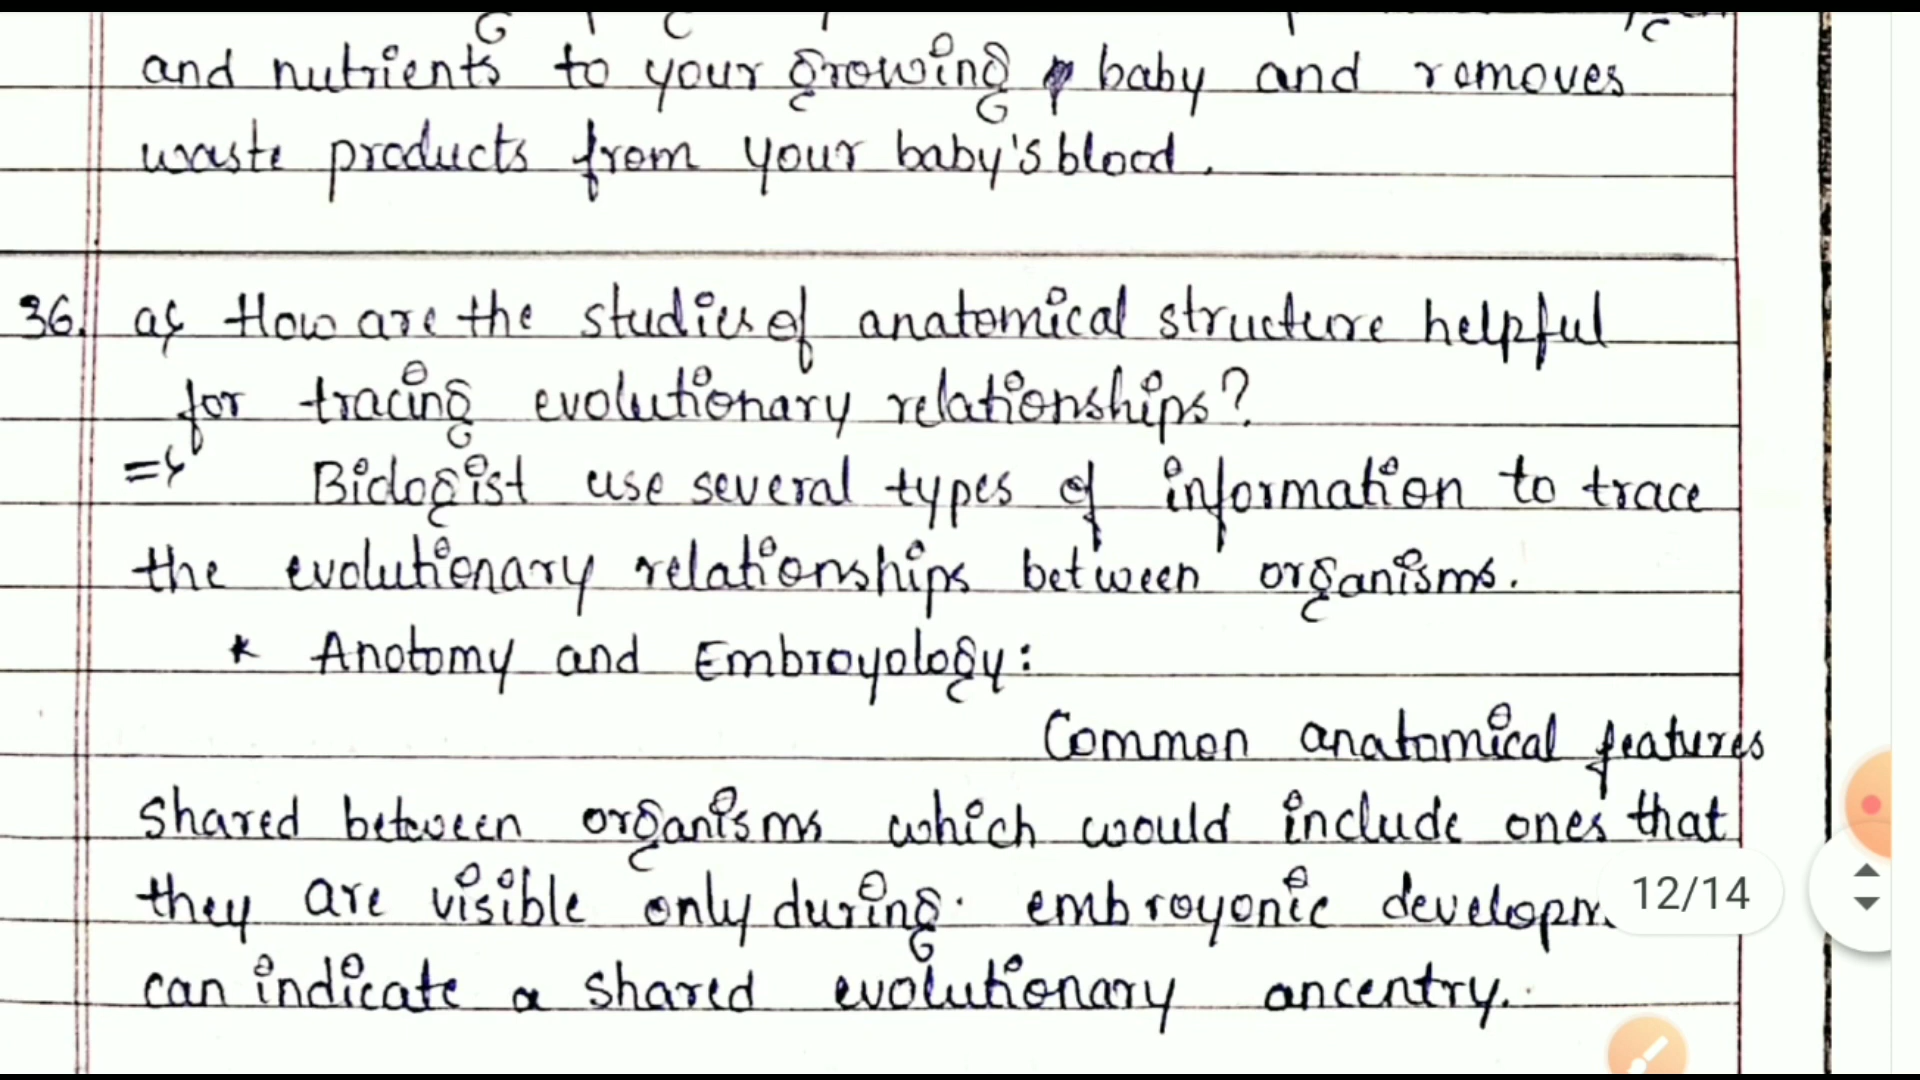 and nutrients to your growing baby and removes
waste products from your baby's blood.
36. a) How are the studies of anatomical structure helpful
for tracing evolutionary relationships?
=> Biologist use several types of information to trace
the evolutionary relationships between organisms.
* Anotomy and Embroyology:
Common anatomical features
shared between organisms which would include ones that
they are visible only during embroyonic developm
12/14
can indicate a shared evolutionary ancentry.